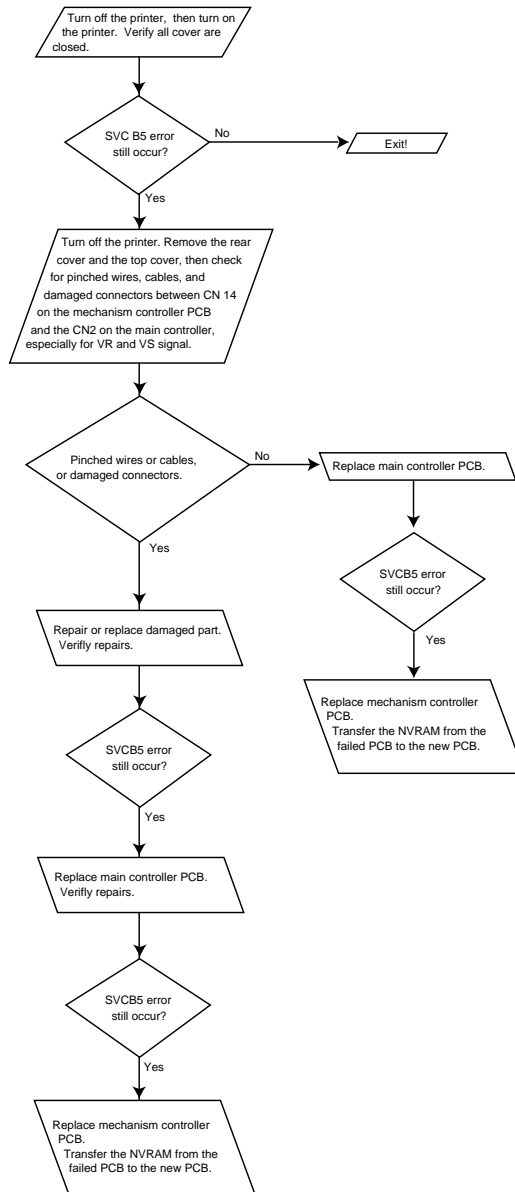 Turn off the printer, then turn on
the printer. Verify all cover are
closed.
SVC B5 error
still occur?
No
Exit!
Yes
Turn off the printer. Remove the rear
cover and the top cover, then check
for pinched wires, cables, and
damaged connectors between CN 14
on the mechanism controller PCB
and the CN2 on the main controller,
especially for VR and VS signal.
Pinched wires or cables,
or damaged connectors.
No
Replace main controller PCB.
SVCB5 error
still occur?
Yes
Replace mechanism controller
PCB.
Transfer the NVRAM from the
failed PCB to the new PCB.
Yes
Repair or replace damaged part.
Verifly repairs.
SVCB5 error
still occur?
Yes
Replace main controller PCB.
Verifly repairs.
SVCB5 error
still occur?
Yes
Replace mechanism controller
PCB.
Transfer the NVRAM from the
failed PCB to the new PCB.